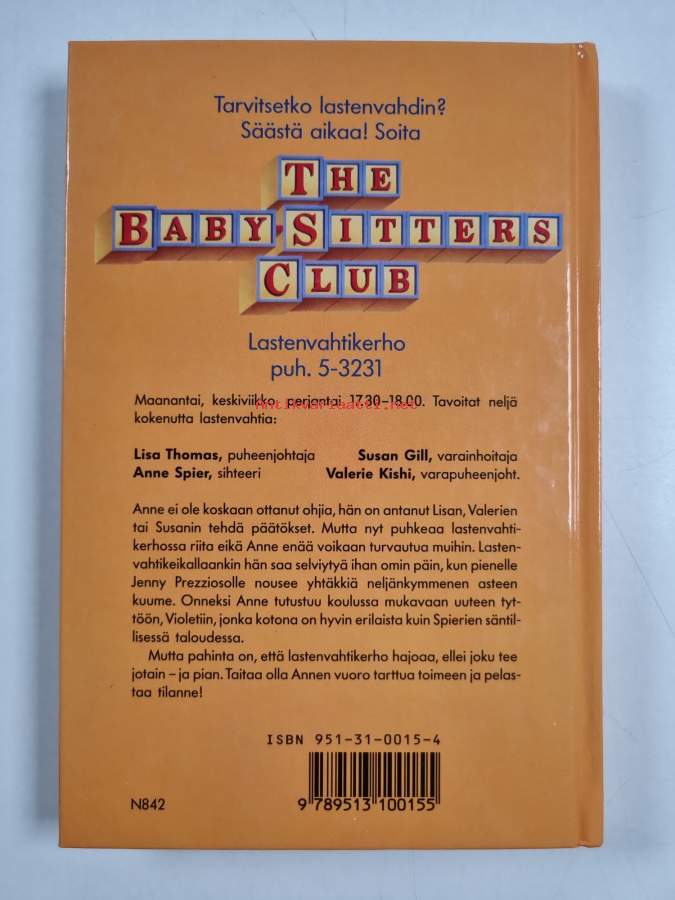 Tarvitsetko lastenvahdin?
Säästä aikaa! Soita
THE
BABY-SITTERS
CLUB
Lastenvahtikerho
puh. 5-3231
Maanantai, keskiviikko, perjantai 17.30–18.00. Tavoitat neljä
Antikvariaatti.net
kokenutta lastenvahtia:
Lisa Thomas, puheenjohtaja Susan Gill, varainhoitaja
Anne Spier, sihteeri Valerie Kishi, varapuheenjoht.
Anne ei ole koskaan ottanut ohjia, hän on antanut Lisan, Valerien
tai Susanin tehdä päätökset. Mutta nyt puhkeaa lastenvahti-
kerhossa riita eikä Anne enää voikaan turvautua muihin. Lasten-
vahtikeikallaankin hän saa selviytyä ihan omin päin, kun pienelle
Jenny Prezziosolle nousee yhtäkkiä neljänkymmenen asteen
kuume. Onneksi Anne tutustuu koulussa mukavaan uuteen tyt-
töön, Violetiin, jonka kotona on hyvin erilaista kuin Spierien säntil-
lisessä taloudessa.
Mutta pahinta on, että lastenvahtikerho hajoaa, ellei joku tee
jotain – ja pian. Taitaa olla Annen vuoro tarttua toimeen ja pelas-
taa tilanne!
ISBN 951-31-0015-4
N842
9 789513 100155